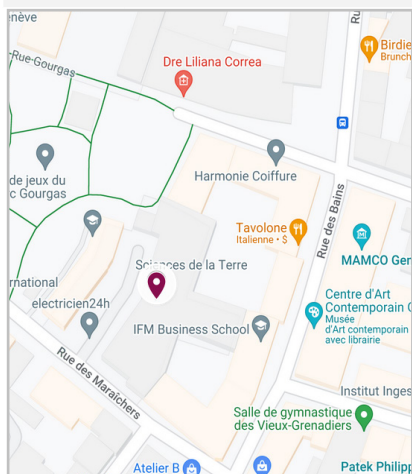 enève
Ru
Birdie
Brunch
-Rue-Gourgas
Dre Liliana Correa
de jeux du
c Gourgas
Harmonie Coiffure
Rue des Bains
Tavolone
Italienne • $
MAMCO Gen
Sciences de la Terre
rnational
electricien24h
Centre d'Art
Contemporain G
Musée
d'Art contemporain
avec librairie
IFM Business School
Rue des Maraîchers
Institut Inges
Salle de gymnastique
des Vieux-Grenadiers
Atelier B
Patek Philipp